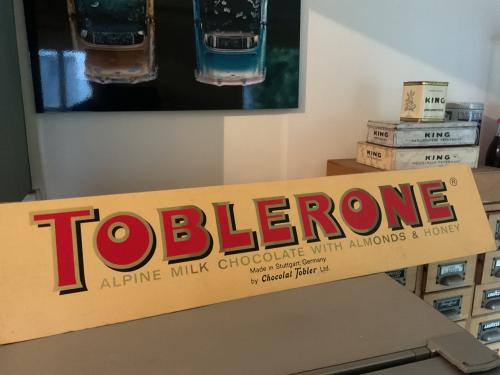 KING
KING
KING
TOBLERONE®
ALPINE MILK CHOCOLATE WITH ALMONDS & HONEY
Made in Stuttgart, Germany
by Chocolat Tobler Ltd.